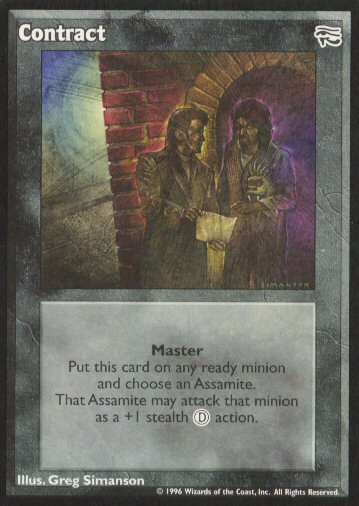 Contract
SIMANSON
Master
Put this card on any ready minion
and choose an Assamite.
That Assamite may attack that minion
as a +1 stealth Ⓓ action.
Illus. Greg Simanson
© 1996 Wizards of the Coast, Inc. All Rights Reserved.